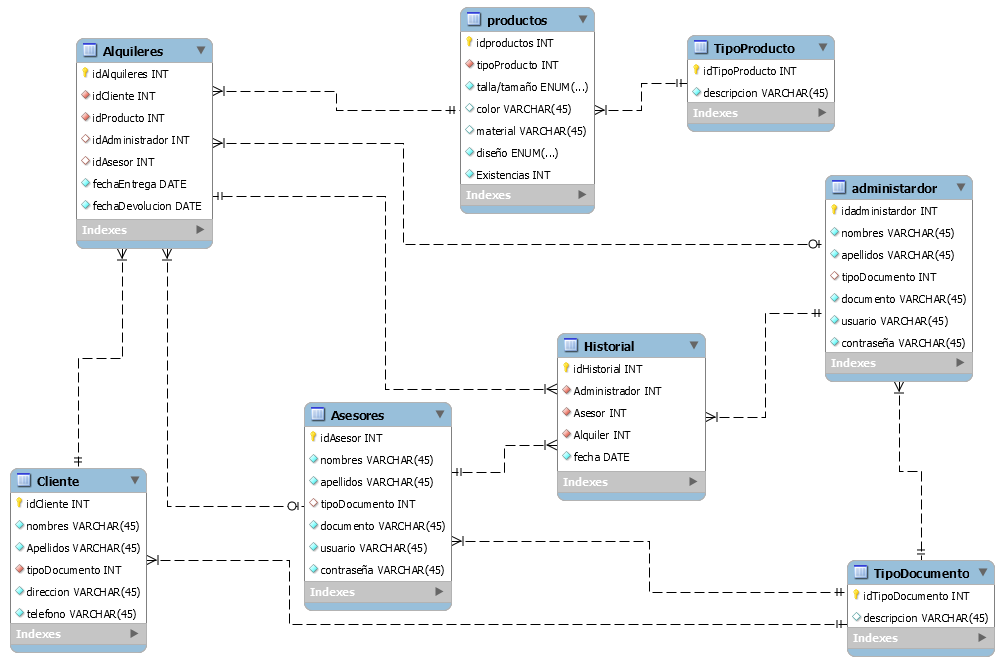 Alquileres
idAlquileres INT
idCliente INT
idProducto INT
idAdministrador INT
idAsesor INT
fechaEntrega DATE
fechaDevolucion DATE
Indexes
productos
idproductos INT
tipoProducto INT
talla/tamaño ENUM(...)
color VARCHAR(45)
material VARCHAR(45)
diseño ENUM(...)
Existencias INT
Indexes
TipoProducto
idTipoProducto INT
descripcion VARCHAR(45)
Indexes
administardor
idadministardor INT
nombres VARCHAR(45)
apellidos VARCHAR(45)
tipoDocumento INT
documento VARCHAR(45)
usuario VARCHAR(45)
contraseña VARCHAR(45)
Indexes
Historial
idHistorial INT
Administrador INT
Asesor INT
Alquiler INT
fecha DATE
Indexes
Asesores
idAsesor INT
nombres VARCHAR(45)
apellidos VARCHAR(45)
tipoDocumento INT
documento VARCHAR(45)
usuario VARCHAR(45)
contraseña VARCHAR(45)
Indexes
Cliente
idCliente INT
nombres VARCHAR(45)
Apellidos VARCHAR(45)
tipoDocumento INT
direccion VARCHAR(45)
telefono VARCHAR(45)
Indexes
TipoDocumento
idTipoDocumento INT
descripcion VARCHAR(45)
Indexes